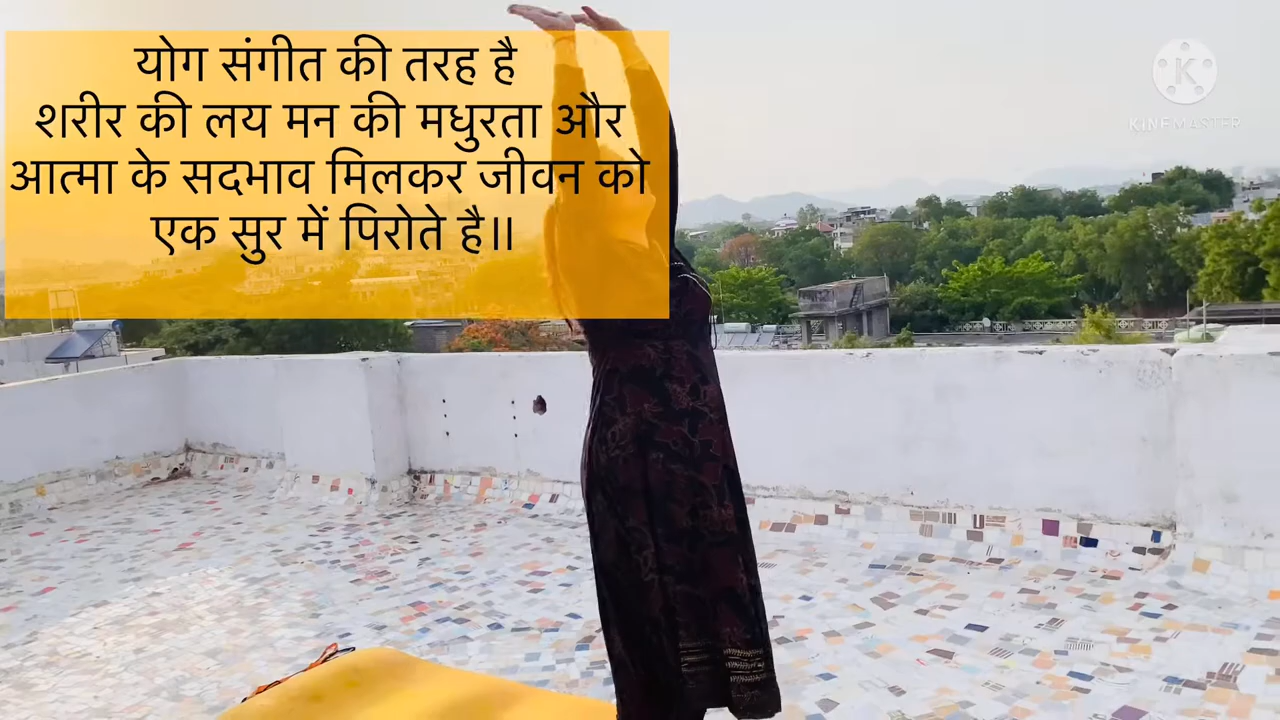 योग संगीत की तरह है
शरीर की लय मन की मधुरता और
आत्मा के सदभाव मिलकर जीवन को
एक सुर में पिरोते है॥
K
KINEMASTER